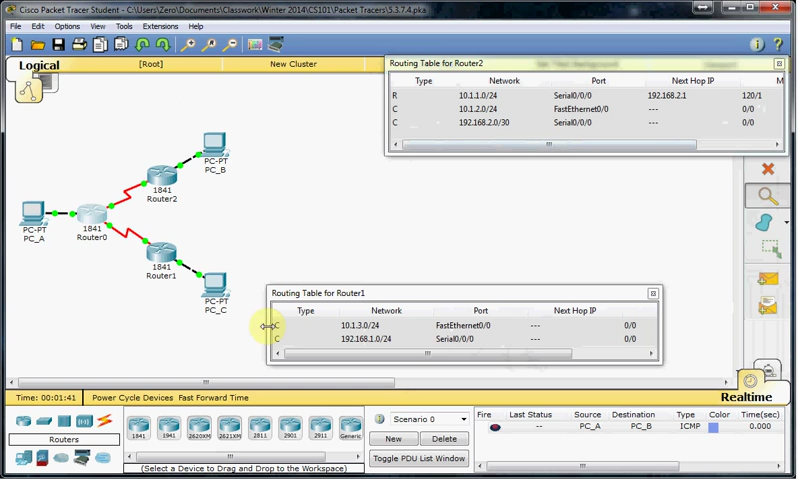 Cisco Packet Tracer Student - C:\Users\Zero\Documents\Classwork\Winter 2014\CS101\Packet Tracers\5.3.7.4.pka
File Edit Options View Tools Extensions Help
Logical [Root] New Cluster
Routing Table for Router2
Type Network Port Next Hop IP M
R 10.1.1.0/24 Serial0/0/0 192.168.2.1 120/1
C 10.1.2.0/24 FastEthernet0/0 --- 0/0
C 192.168.2.0/30 Serial0/0/0 --- 0/0
PC-PT
PC_B
1841
Router2
PC-PT
PC_A
1841
Router0
1841
Router1
PC-PT
PC_C
Routing Table for Router1
Type Network Port Next Hop IP
C 10.1.3.0/24 FastEthernet0/0 --- 0/0
C 192.168.1.0/24 Serial0/0/0 --- 0/0
Time: 00:01:41 Power Cycle Devices Fast Forward Time Realtime
Routers
1841 1941 2620XM 2621XM 2811 2901 2911 Generic
(Select a Device to Drag and Drop to the Workspace)
Scenario 0
New Delete
Toggle PDU List Window
Fire Last Status Source Destination Type Color Time(sec)
-- PC_A PC_B ICMP 0.000